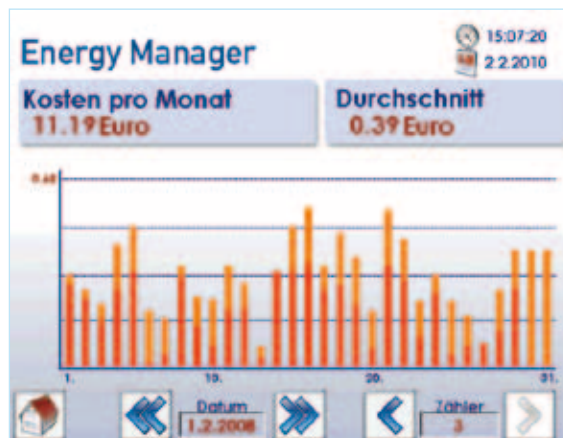 Energy Manager
15:07:20
2.2.2010
Kosten pro Monat
11.19 Euro
Durchschnitt
0.39 Euro
0.68
1.
10.
20.
31.
Datum
1.2.2008
Zähler
3